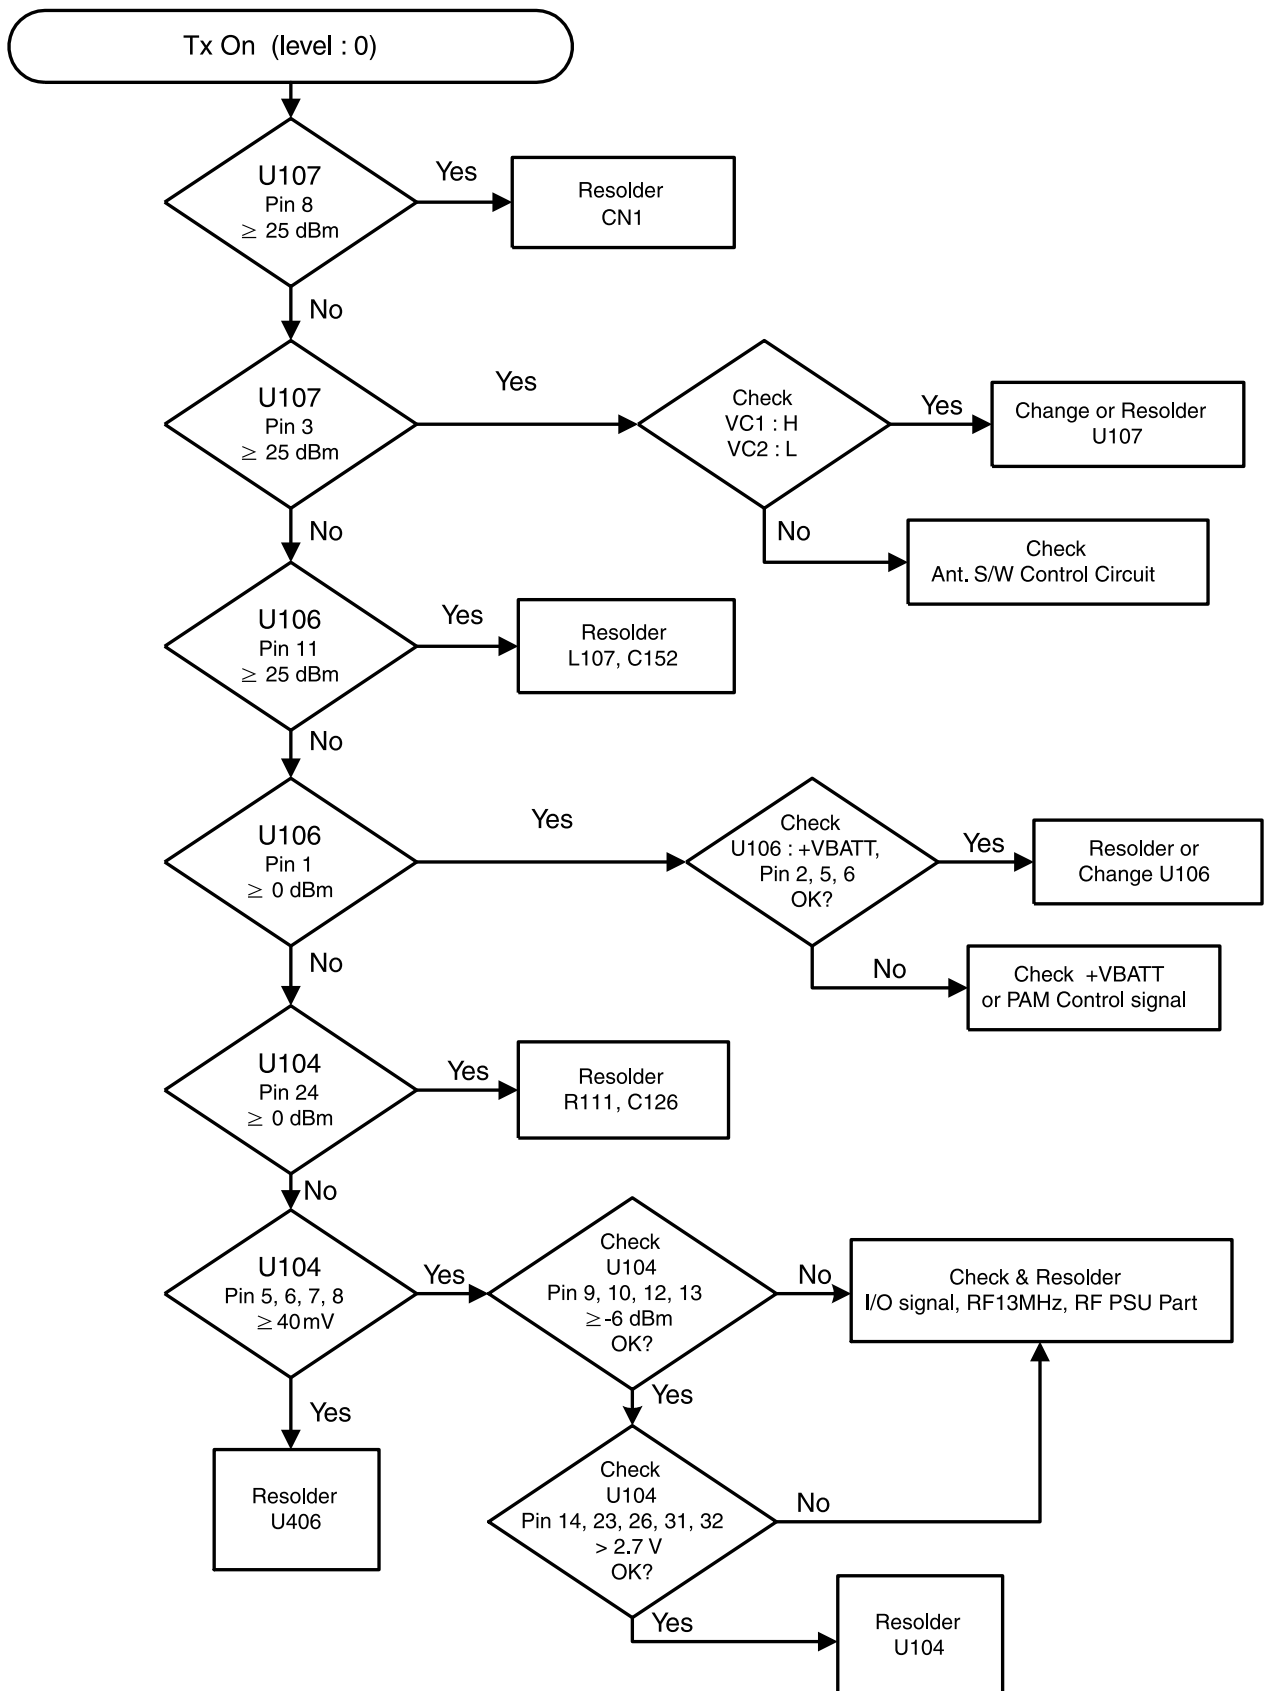 Tx On (level : 0)
U107
Pin 8
≥ 25 dBm
Yes
Resolder
CN1
No
U107
Pin 3
≥ 25 dBm
Yes
Check
VC1 : H
VC2 : L
Yes
Change or Resolder
U107
No
Check
Ant. S/W Control Circuit
No
U106
Pin 11
≥ 25 dBm
Yes
Resolder
L107, C152
No
U106
Pin 1
≥ 0 dBm
Yes
Check
U106 : +VBATT,
Pin 2, 5, 6
OK?
Yes
Resolder or
Change U106
No
Check +VBATT
or PAM Control signal
No
U104
Pin 24
≥ 0 dBm
Yes
Resolder
R111, C126
No
U104
Pin 5, 6, 7, 8
≥ 40 mV
Yes
Check
U104
Pin 9, 10, 12, 13
≥ -6 dBm
OK?
No
Check & Resolder
I/O signal, RF13MHz, RF PSU Part
Yes
Resolder
U406
Yes
Check
U104
Pin 14, 23, 26, 31, 32
> 2.7 V
OK?
No
Yes
Resolder
U104